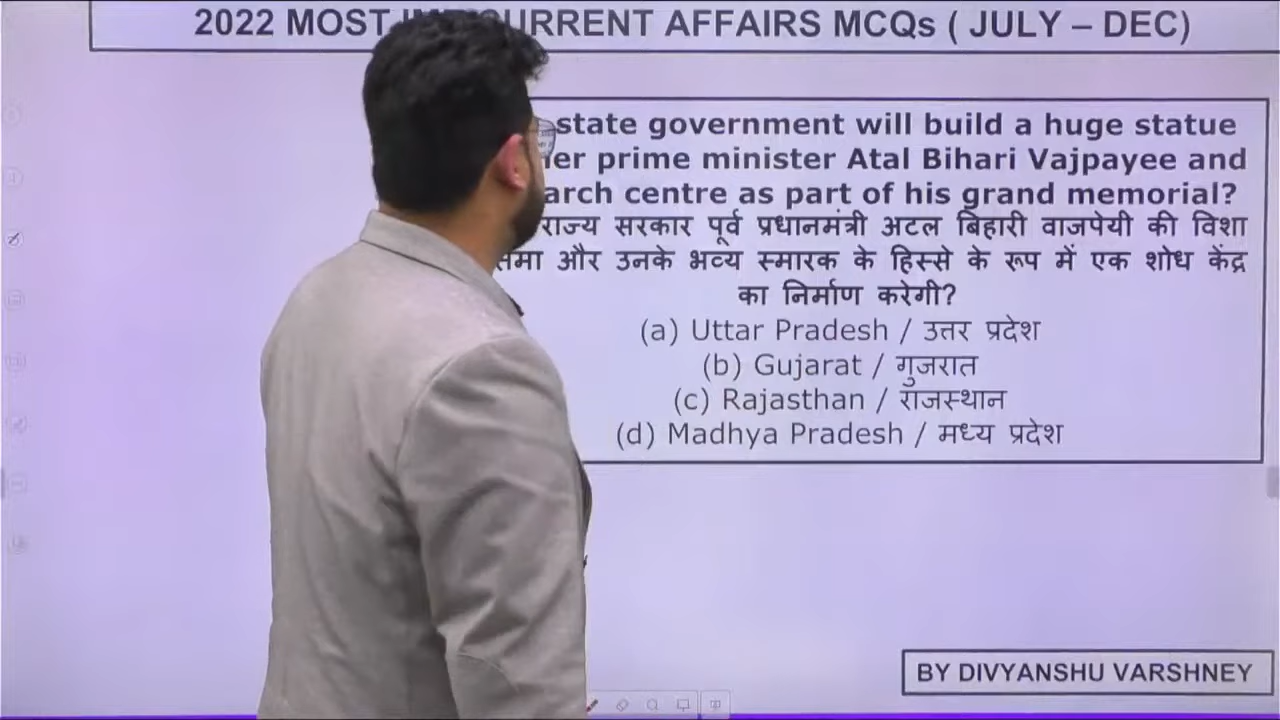 2022 MOST CURRENT AFFAIRS MCQs ( JULY – DEC)
state government will build a huge statue
prime minister Atal Bihari Vajpayee and
centre as part of his grand memorial?
राज्य सरकार पूर्व प्रधानमंत्री अटल बिहारी वाजपेयी की विशा
और उनके भव्य स्मारक के हिस्से के रूप में एक शोध केंद्र
का निर्माण करेगी?
(a) Uttar Pradesh / उत्तर प्रदेश
(b) Gujarat / गुजरात
(c) Rajasthan / राजस्थान
(d) Madhya Pradesh / मध्य प्रदेश
BY DIVYANSHU VARSHNEY